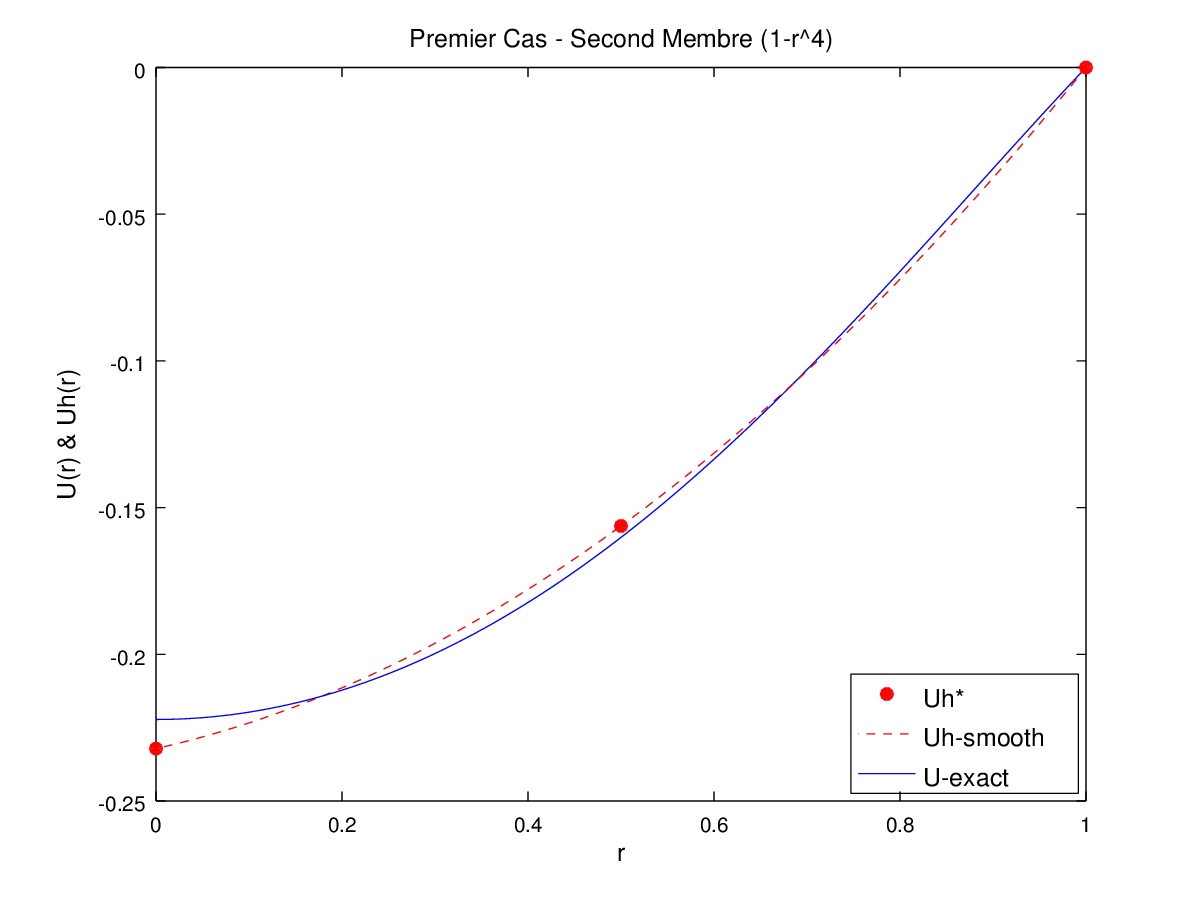 Premier Cas - Second Membre (1-r^4)
0
-0.05
-0.1
-0.15
-0.2
-0.25
U(r) & Uh(r)
Uh*
Uh-smooth
U-exact
0 0.2 0.4 0.6 0.8 1
r